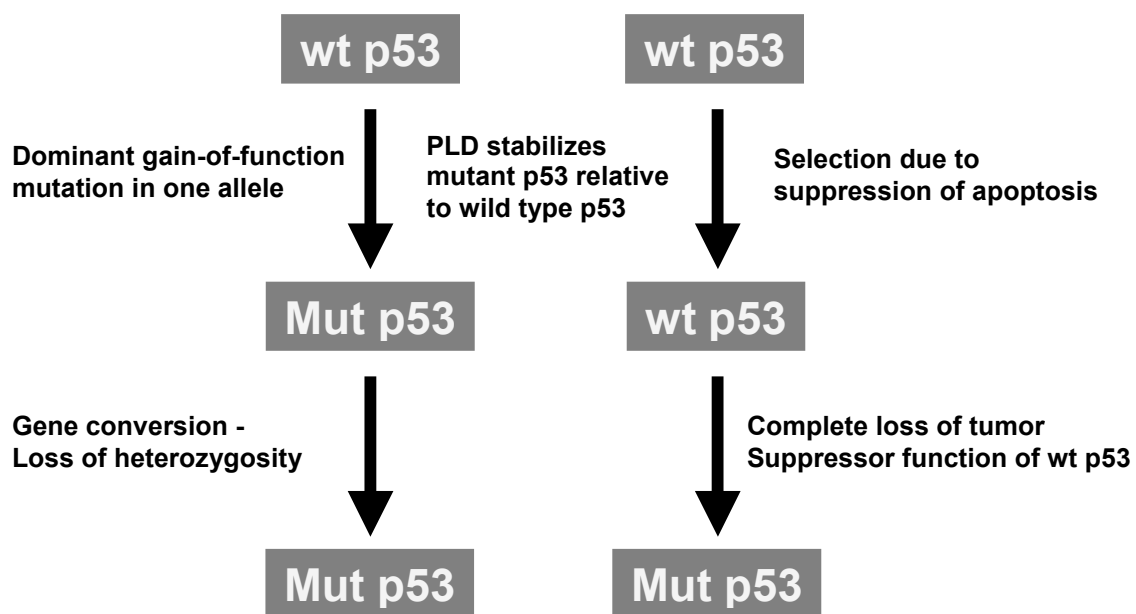 wt p53
wt p53
Dominant gain-of-function
mutation in one allele
PLD stabilizes
mutant p53 relative
to wild type p53
Selection due to
suppression of apoptosis
Mut p53
wt p53
Gene conversion -
Loss of heterozygosity
Complete loss of tumor
Suppressor function of wt p53
Mut p53
Mut p53